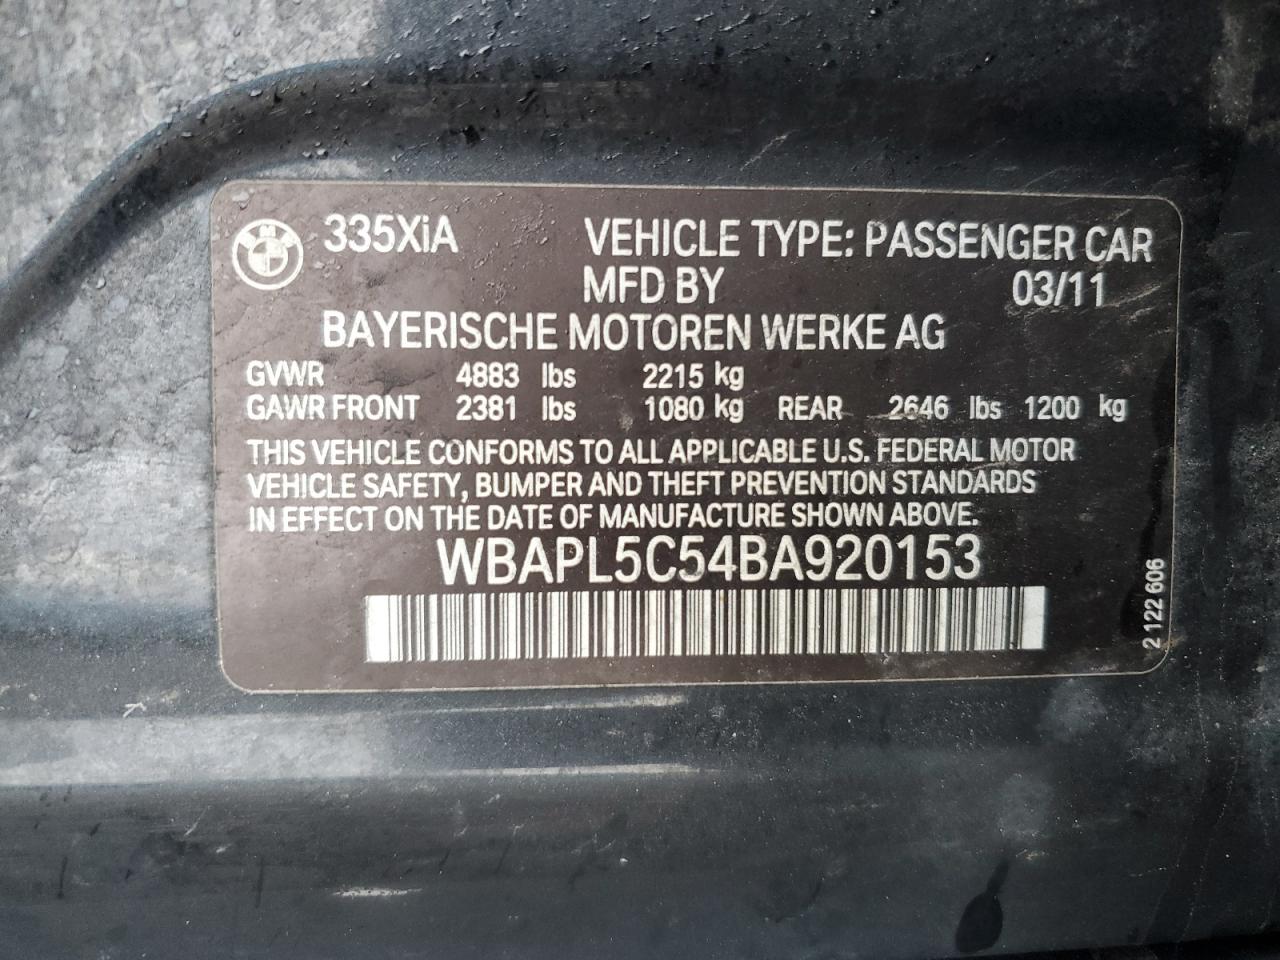 335XiA VEHICLE TYPE: PASSENGER CAR
MFD BY 03/11
BAYERISCHE MOTOREN WERKE AG
GVWR 4883 lbs 2215 kg
GAWR FRONT 2381 lbs 1080 kg REAR 2646 lbs 1200 kg
THIS VEHICLE CONFORMS TO ALL APPLICABLE U.S. FEDERAL MOTOR
VEHICLE SAFETY, BUMPER AND THEFT PREVENTION STANDARDS
IN EFFECT ON THE DATE OF MANUFACTURE SHOWN ABOVE.
WBAPL5C54BA920153
2 122 606